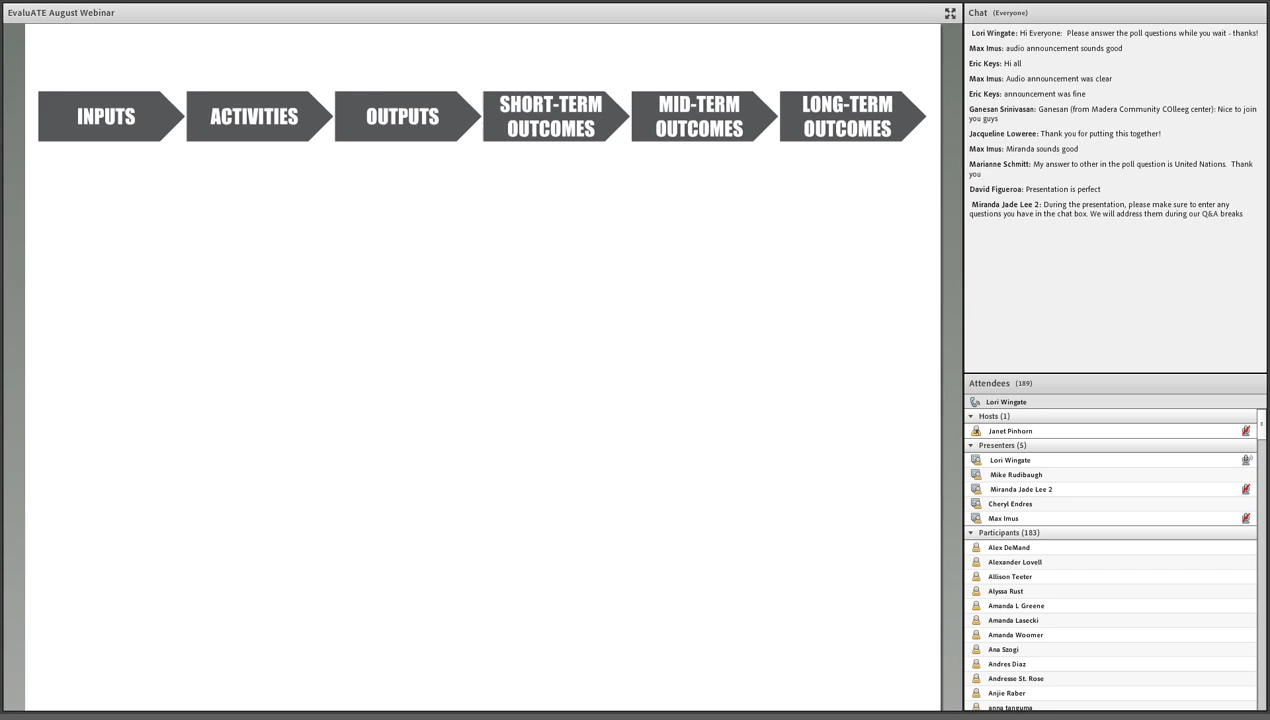 EvaluATE August Webinar
INPUTS
ACTIVITIES
OUTPUTS
SHORT-TERM
OUTCOMES
MID-TERM
OUTCOMES
LONG-TERM
OUTCOMES
Chat (Everyone)
Lori Wingate: Hi Everyone: Please answer the poll questions while you wait - thanks!
Max Imus: audio announcement sounds good
Eric Keys: Hi all
Max Imus: Audio announcement was clear
Eric Keys: announcement was fine
Ganesan Srinivasan: Ganesan (from Madera Community COlleeg center): Nice to join
you guys
Jacqueline Loweree: Thank you for putting this together!
Max Imus: Miranda sounds good
Marianne Schmitt: My answer to other in the poll question is United Nations. Thank
you
David Figueroa: Presentation is perfect
Miranda Jade Lee 2: During the presentation, please make sure to enter any
questions you have in the chat box. We will address them during our Q&A breaks
Attendees (189)
Lori Wingate
Hosts (1)
Janet Pinhorn
Presenters (5)
Lori Wingate
Mike Rudibaugh
Miranda Jade Lee 2
Cheryl Endres
Max Imus
Participants (183)
Alex DeMand
Alexander Lovell
Allison Teeter
Alyssa Rust
Amanda L Greene
Amanda Lasecki
Amanda Woomer
Ana Szogi
Andres Diaz
Andresse St. Rose
Anjie Raber
anna tanguma